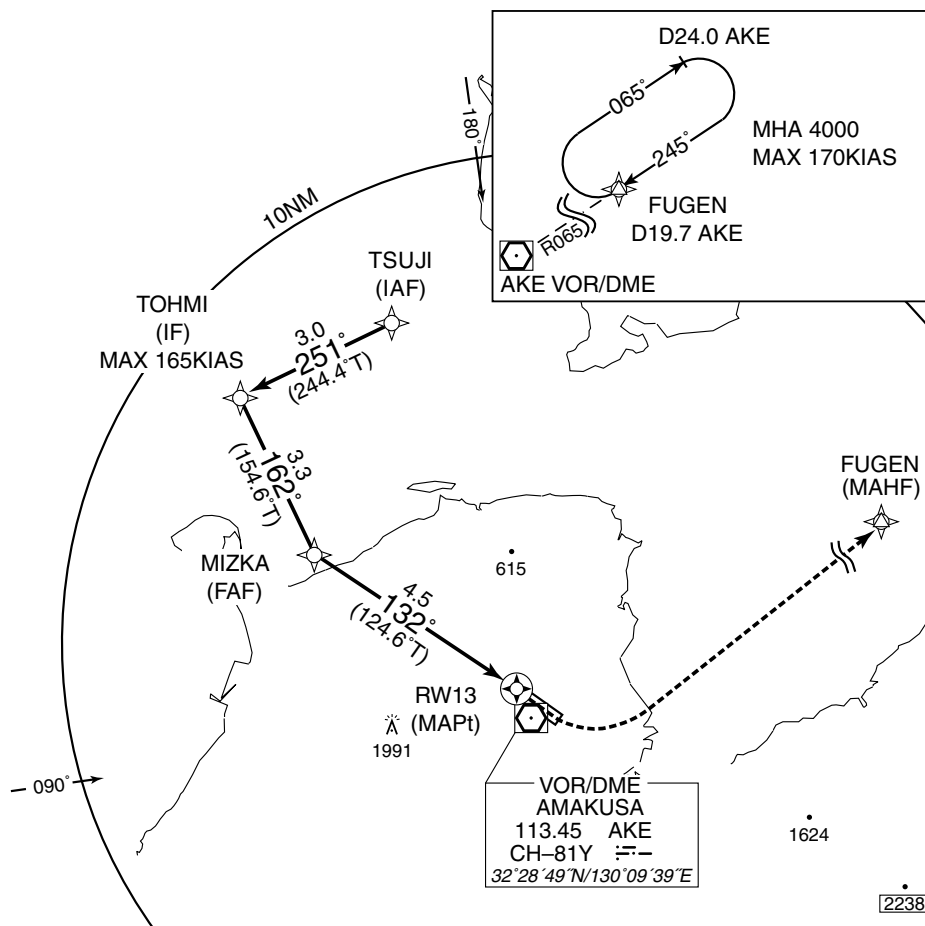 D24.0 AKE
065°
245°
MHA 4000
MAX 170KIAS
FUGEN
D19.7 AKE
R065
AKE VOR/DME
180°
10NM
TSUJI
(IAF)
TOHMI
(IF)
MAX 165KIAS
3.0
251°
(244.4°T)
3.3
162°
(154.6°T)
FUGEN
(MAHF)
MIZKA
(FAF)
615
4.5
132°
(124.6°T)
RW13
(MAPt)
1991
090°
VOR/DME
AMAKUSA
113.45 AKE
CH–81Y
32°28´49˝N/130°09´39˝E
1624
2238